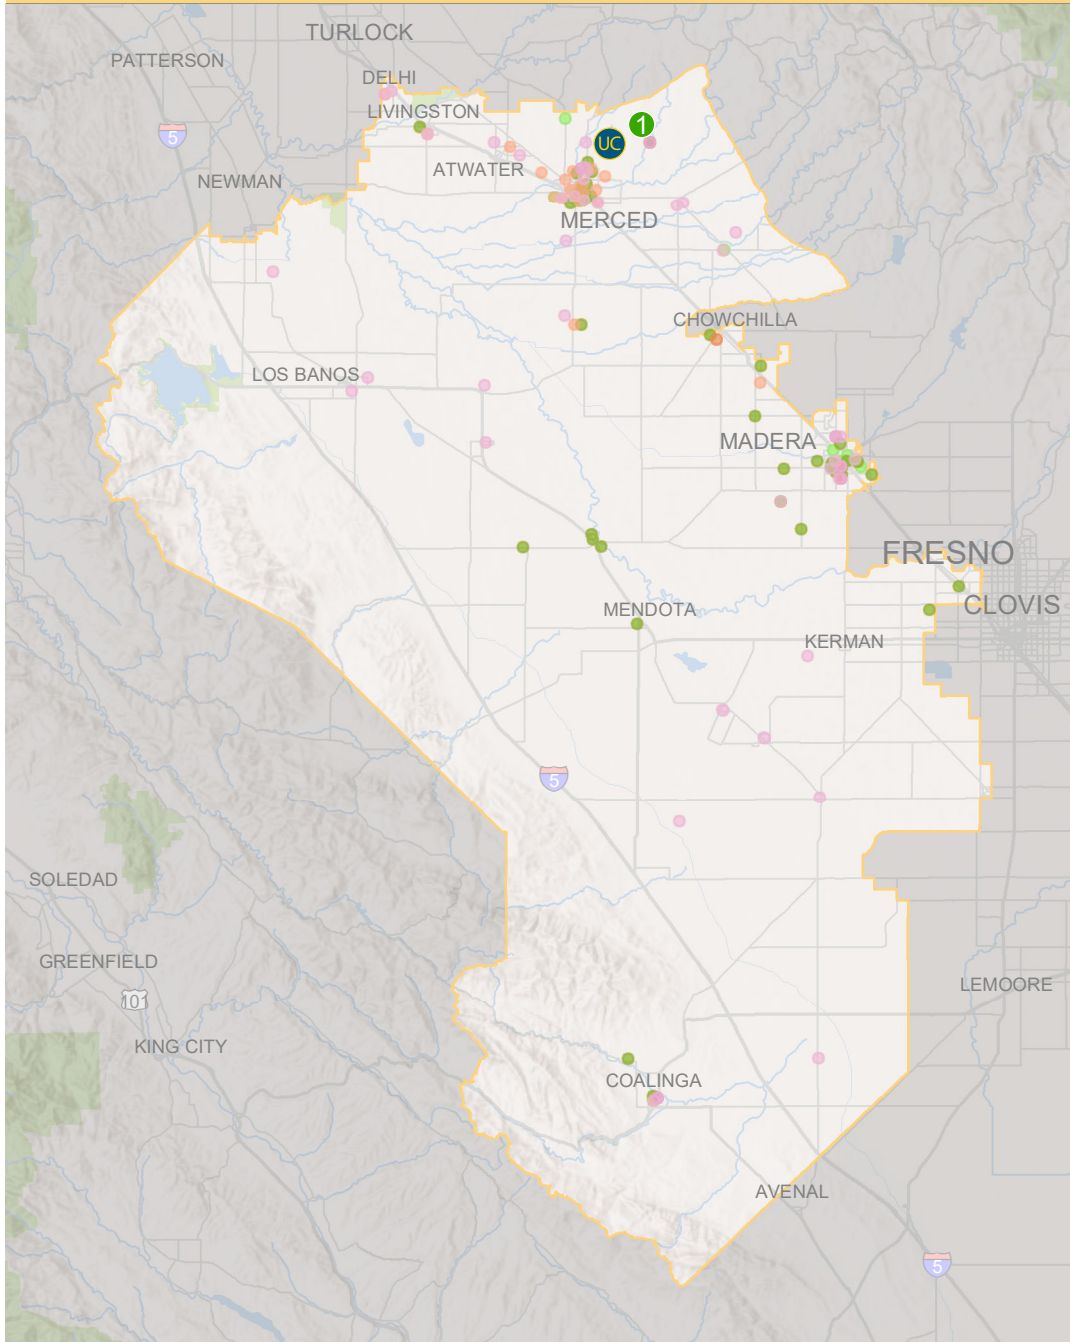 TURLOCK
PATTERSON
DELHI
LIVINGSTON
1
5
UC
ATWATER
NEWMAN
MERCED
CHOWCHILLA
LOS BANOS
MADERA
FRESNO
MENDOTA
CLOVIS
KERMAN
5
SOLEDAD
GREENFIELD
LEMOORE
101
KING CITY
COALINGA
AVENAL
5